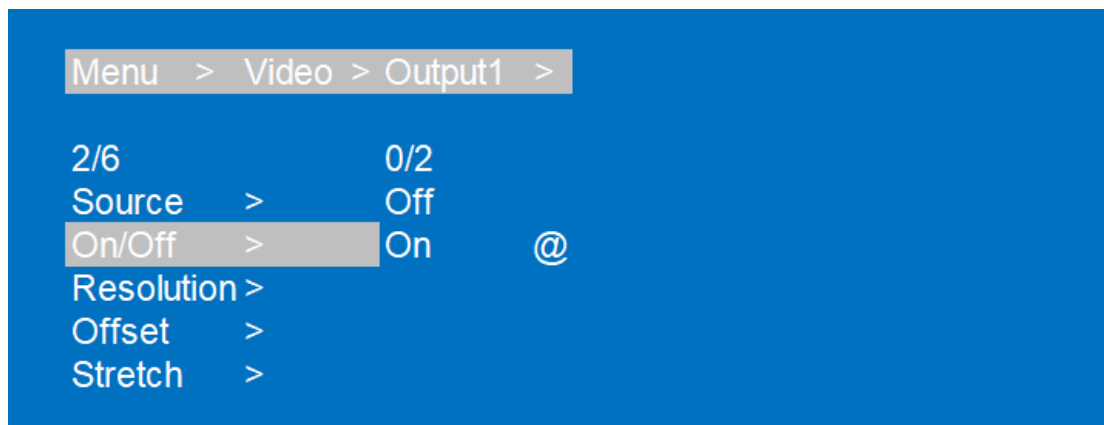 Menu > Video > Output1 >
2/6 0/2
Source > Off
On/Off > On @
Resolution >
Offset >
Stretch >